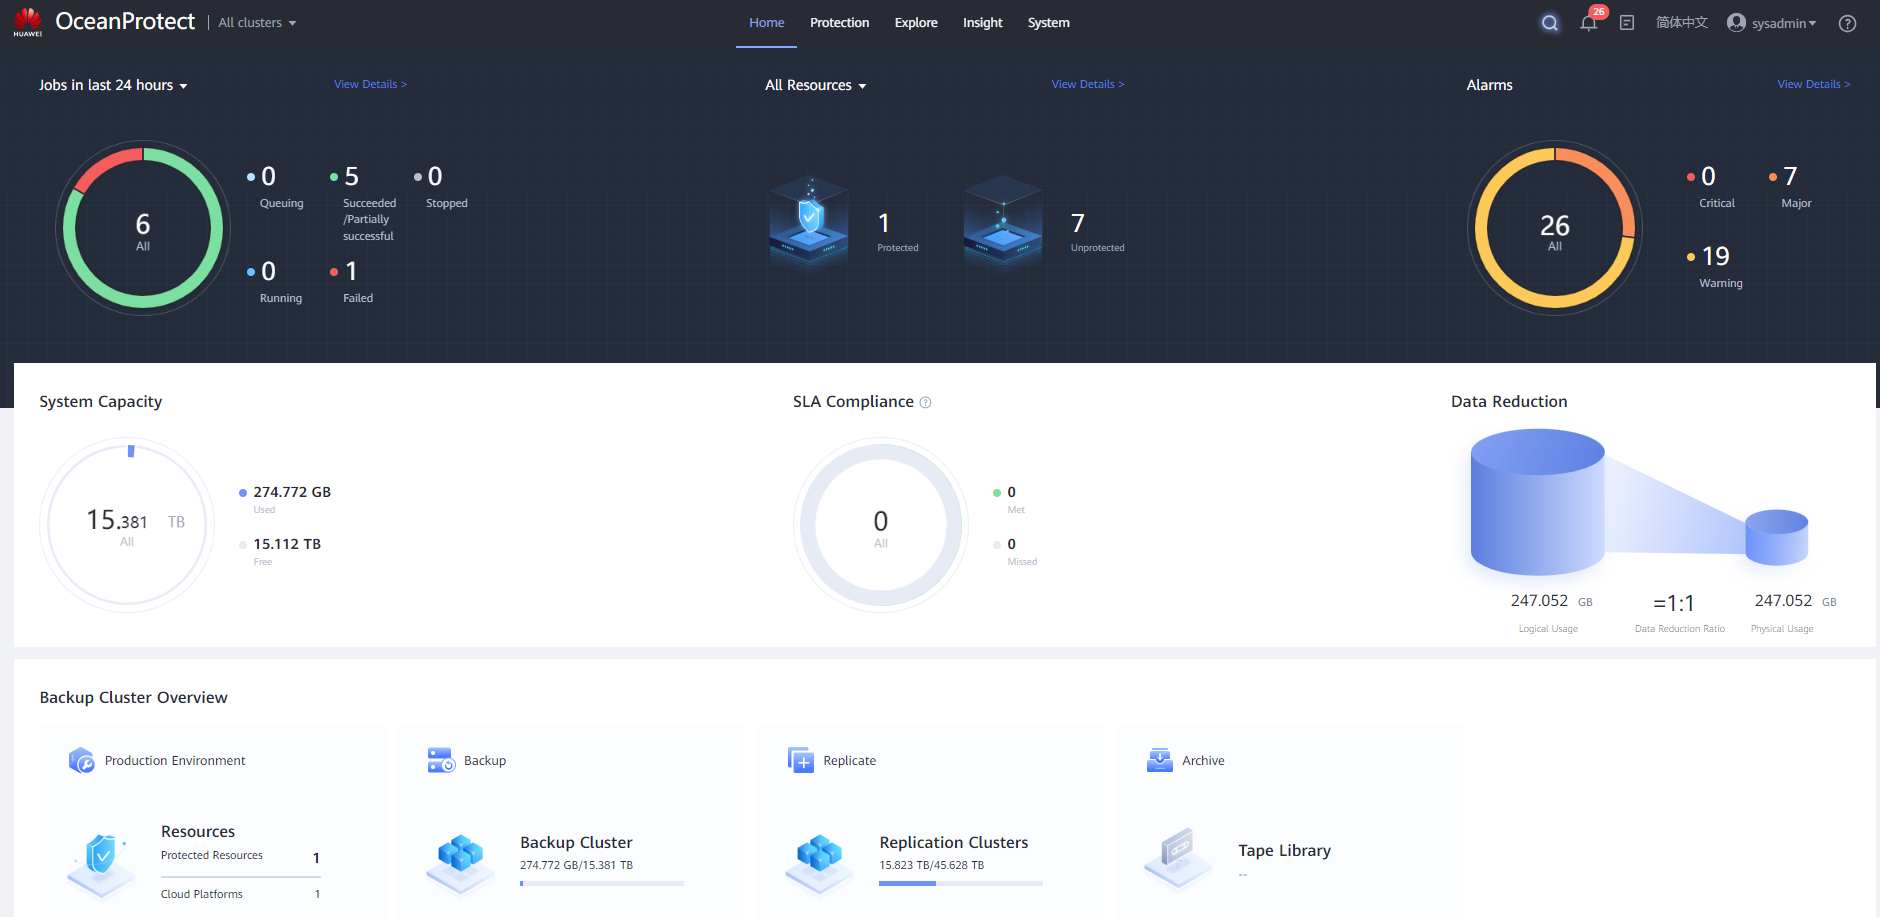 HUAWEI
OceanProtect
All clusters
Home
Protection
Explore
Insight
System
26
简体中文
sysadmin
?
Jobs in last 24 hours
View Details >
6
All
0
Queuing
5
Succeeded
/Partially
successful
0
Stopped
0
Running
1
Failed
All Resources
View Details >
1
Protected
7
Unprotected
Alarms
View Details >
26
All
0
Critical
7
Major
19
Warning
System Capacity
15.381 TB
All
274.772 GB
Used
15.112 TB
Free
SLA Compliance ?
0
All
0
Met
0
Missed
Data Reduction
247.052 GB
Logical Usage
=1:1
Data Reduction Ratio
247.052 GB
Physical Usage
Backup Cluster Overview
Production Environment
Resources
Protected Resources 1
Cloud Platforms 1
Backup
Backup Cluster
274.772 GB/15.381 TB
Replicate
Replication Clusters
15.823 TB/45.628 TB
Archive
Tape Library
--